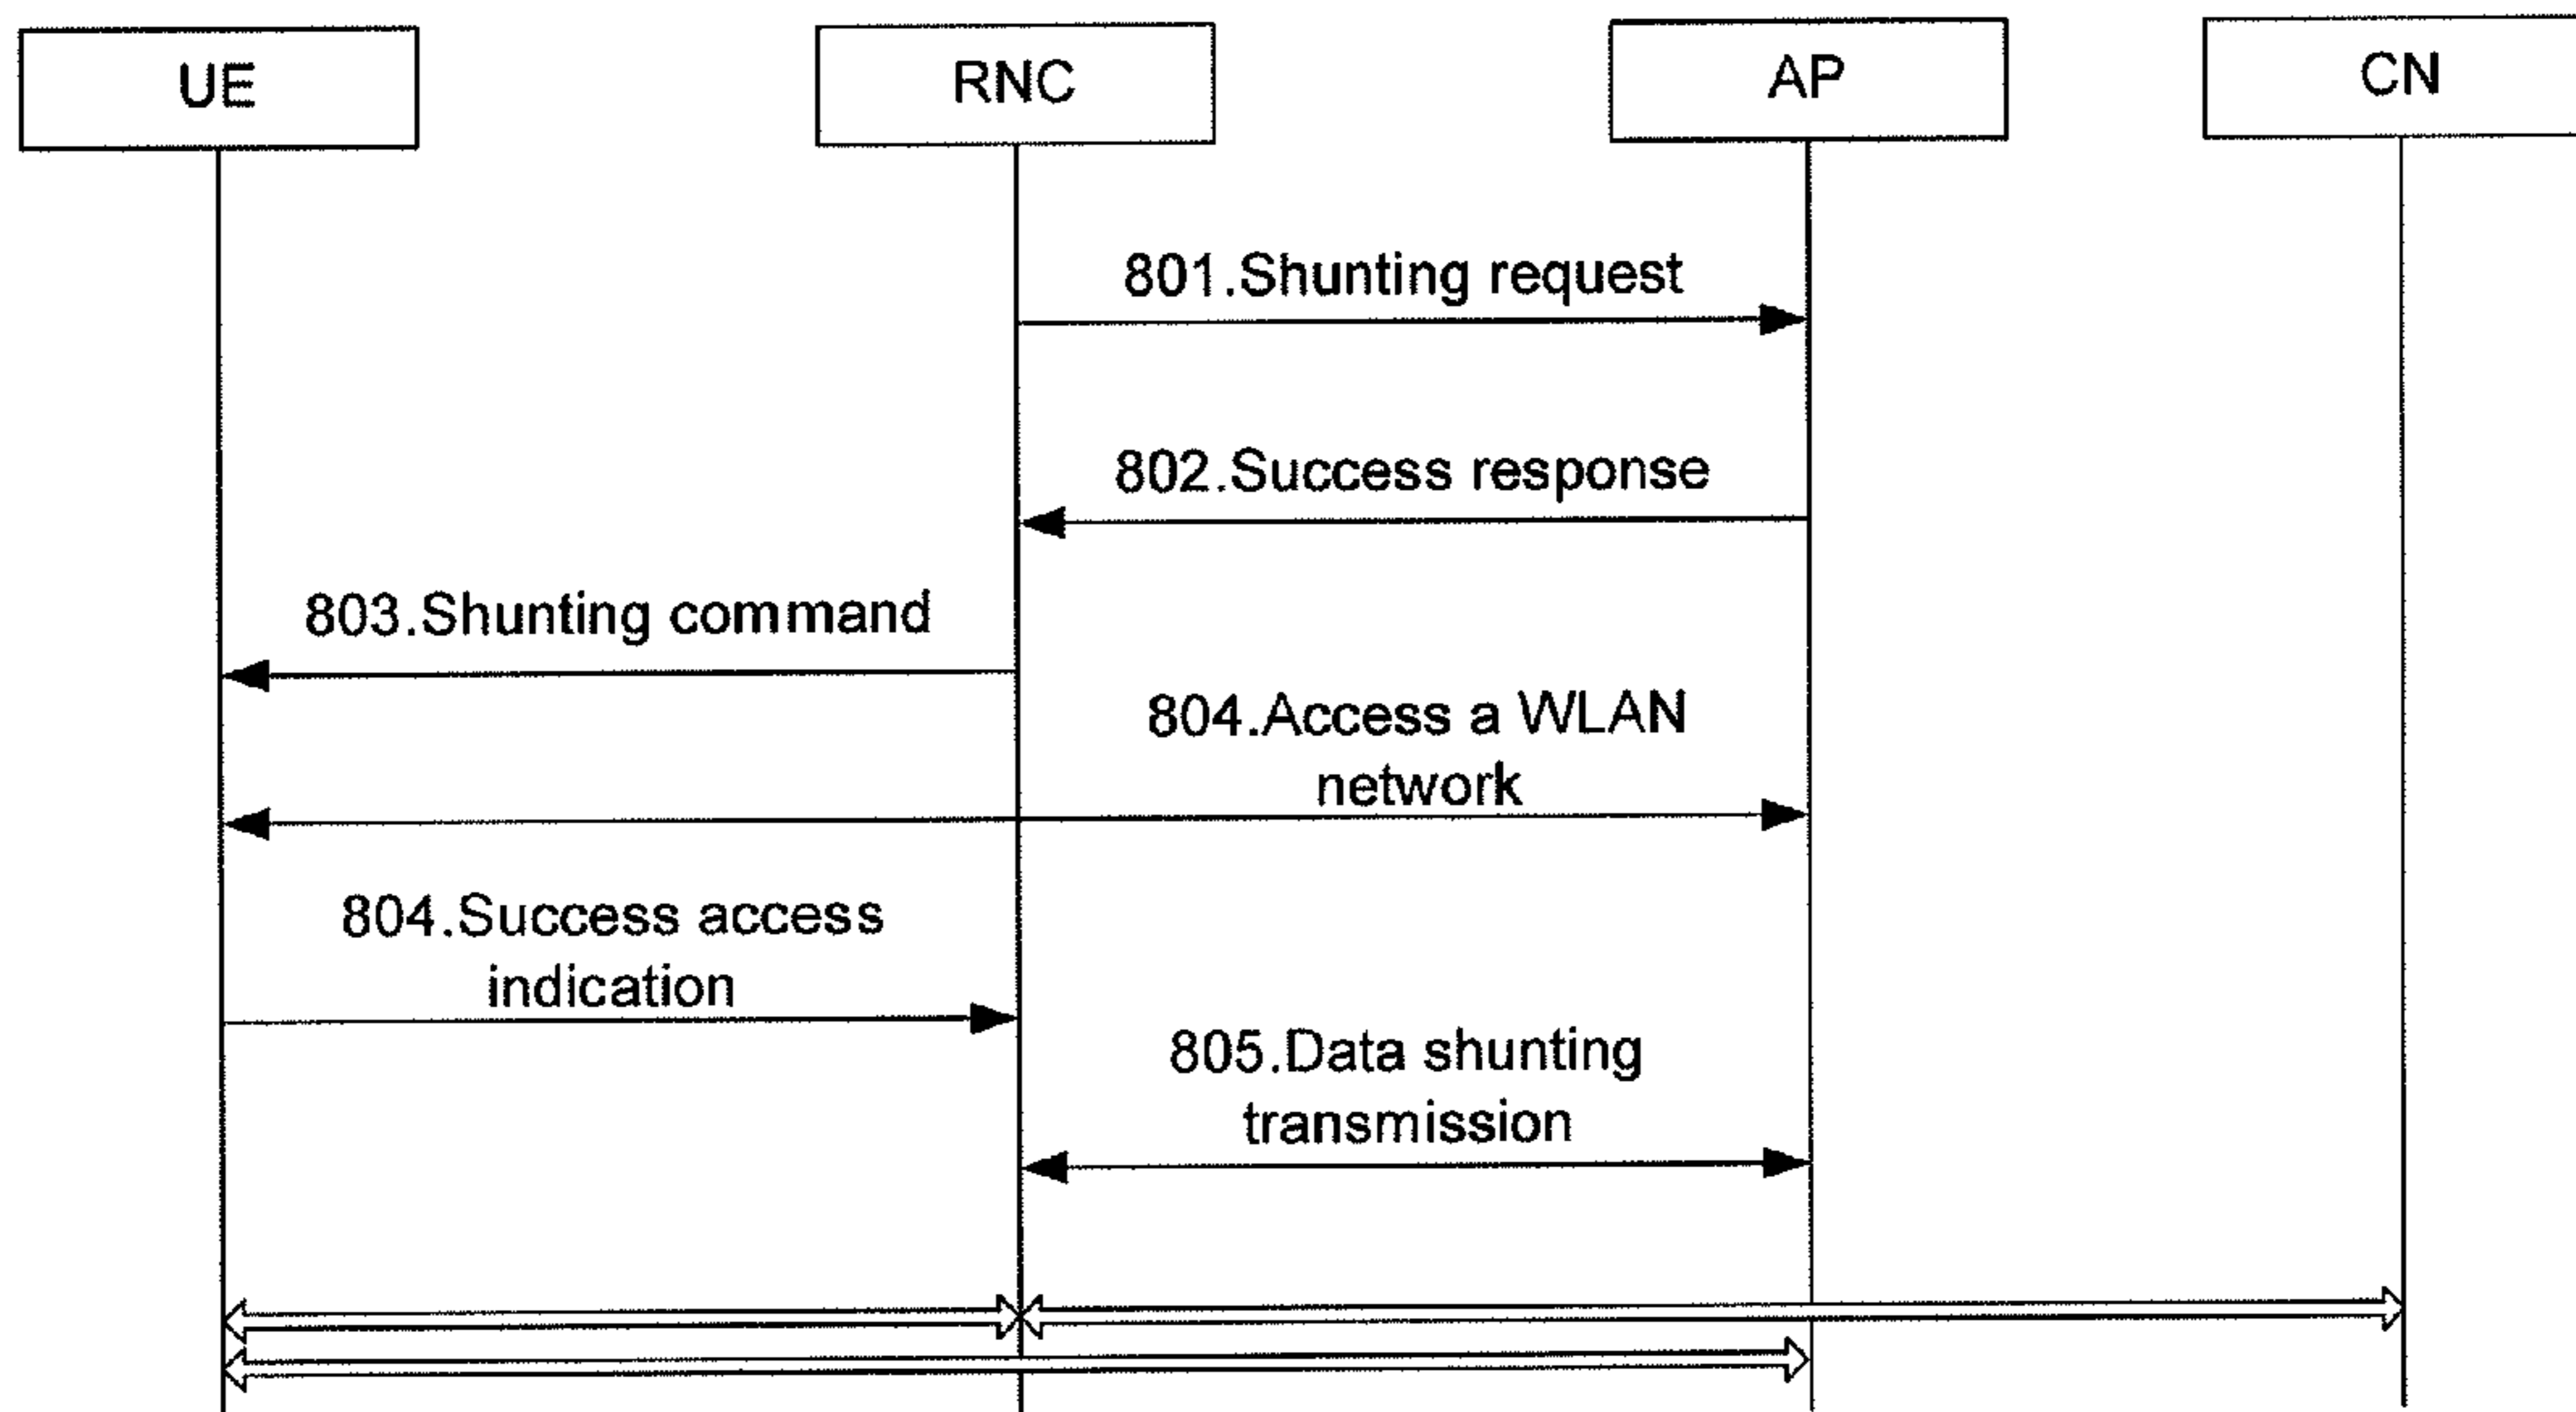 UE
RNC
AP
CN
801.Shunting request
802.Success response
803.Shunting command
804.Access a WLAN
network
804.Success access
indication
805.Data shunting
transmission